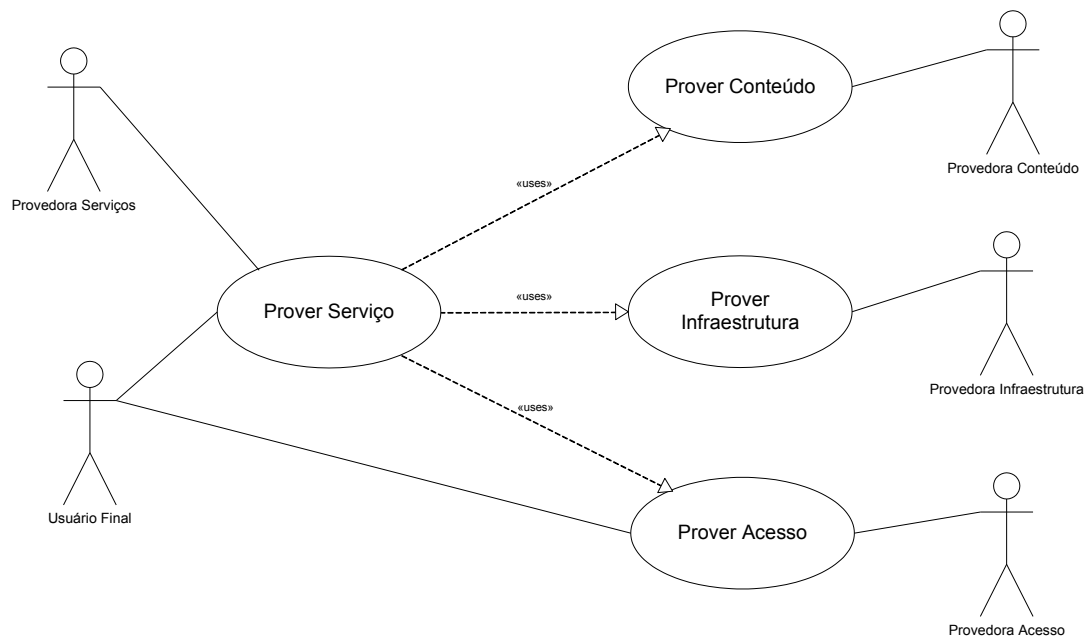 Prover Conteúdo
Provedora Conteúdo
Provedora Serviços
«uses»
Prover Serviço
«uses»
Prover
Infraestrutura
Provedora Infraestrutura
«uses»
Usuário Final
Prover Acesso
Provedora Acesso